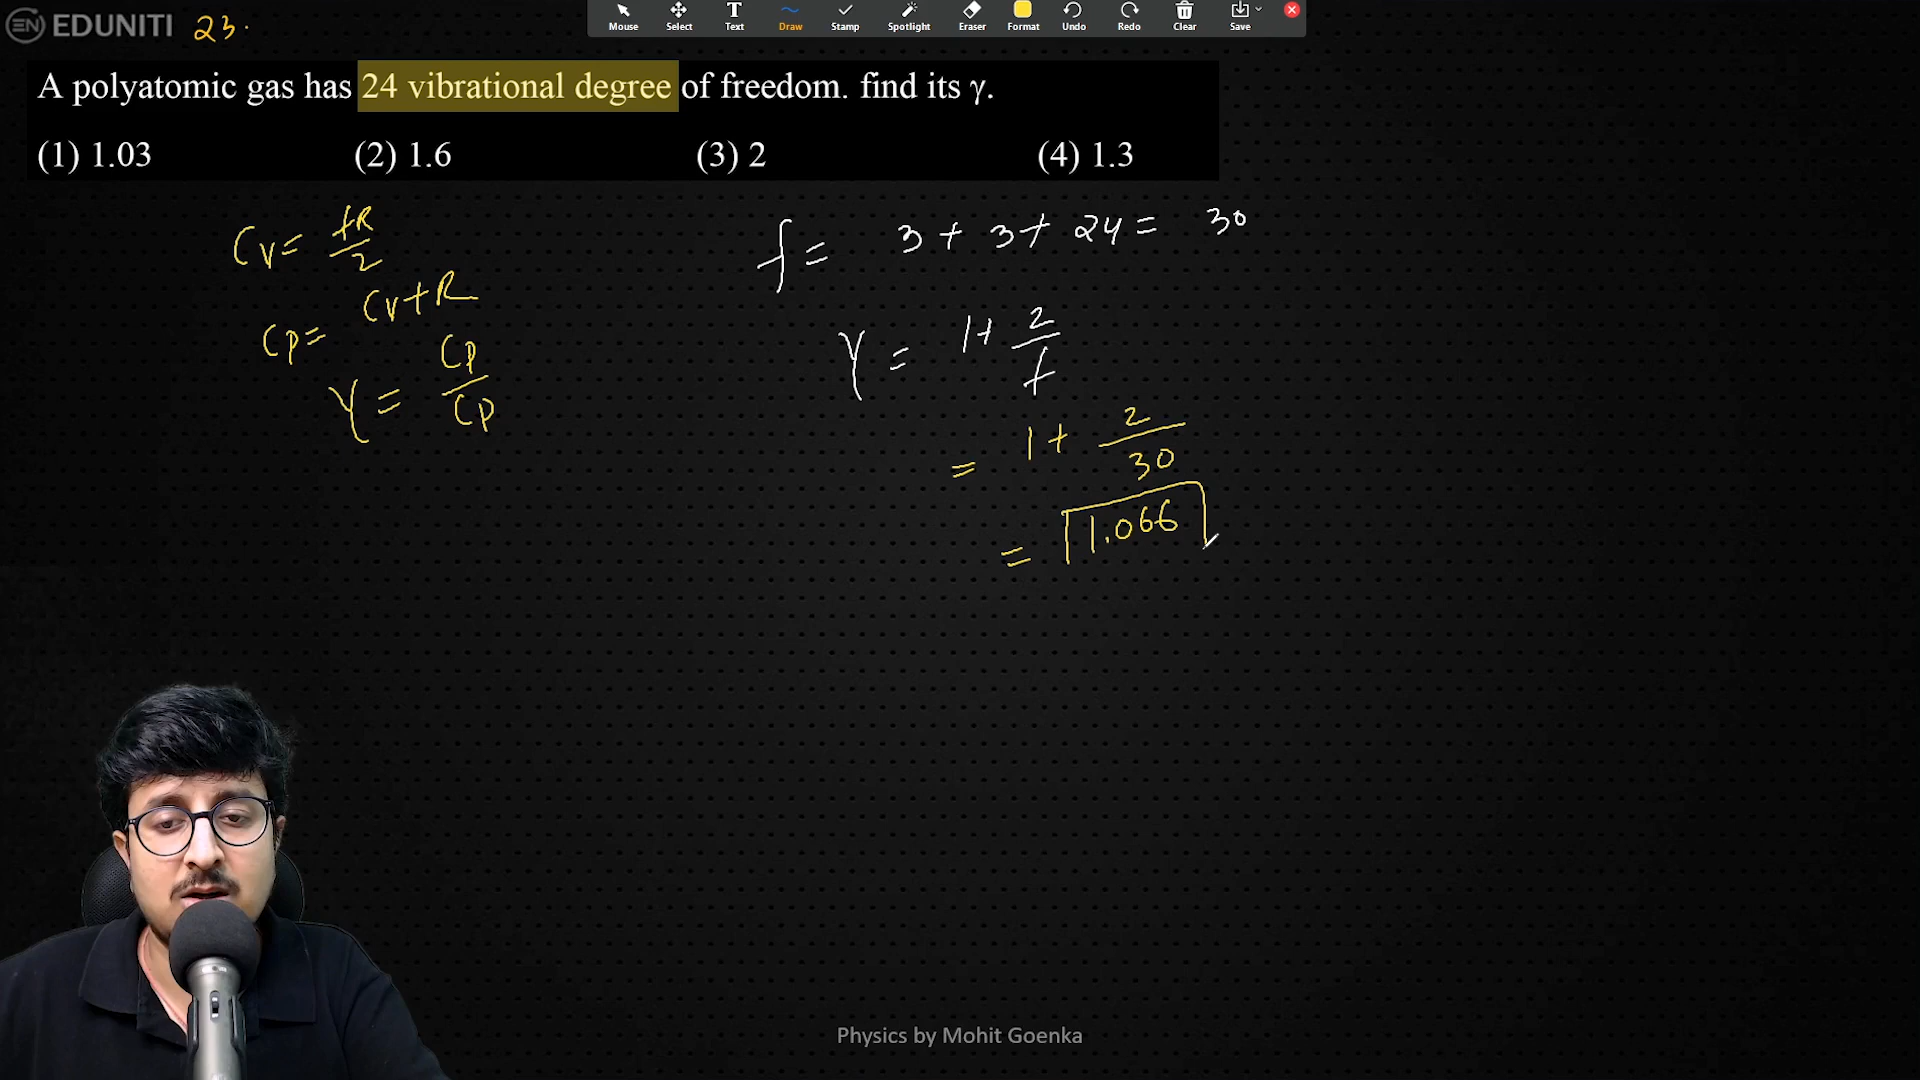 EDUNITI 23.
Mouse Select Text Draw Stamp Spotlight Eraser Format Undo Redo Clear Save
A polyatomic gas has 24 vibrational degree of freedom. find its γ.
(1) 1.03 (2) 1.6 (3) 2 (4) 1.3
Cv = fR/2
Cp = Cv + R
γ = Cp/Cp
f = 3 + 3 + 24 = 30
γ = 1 + 2/f
= 1 + 2/30
= 1.066
Physics by Mohit Goenka